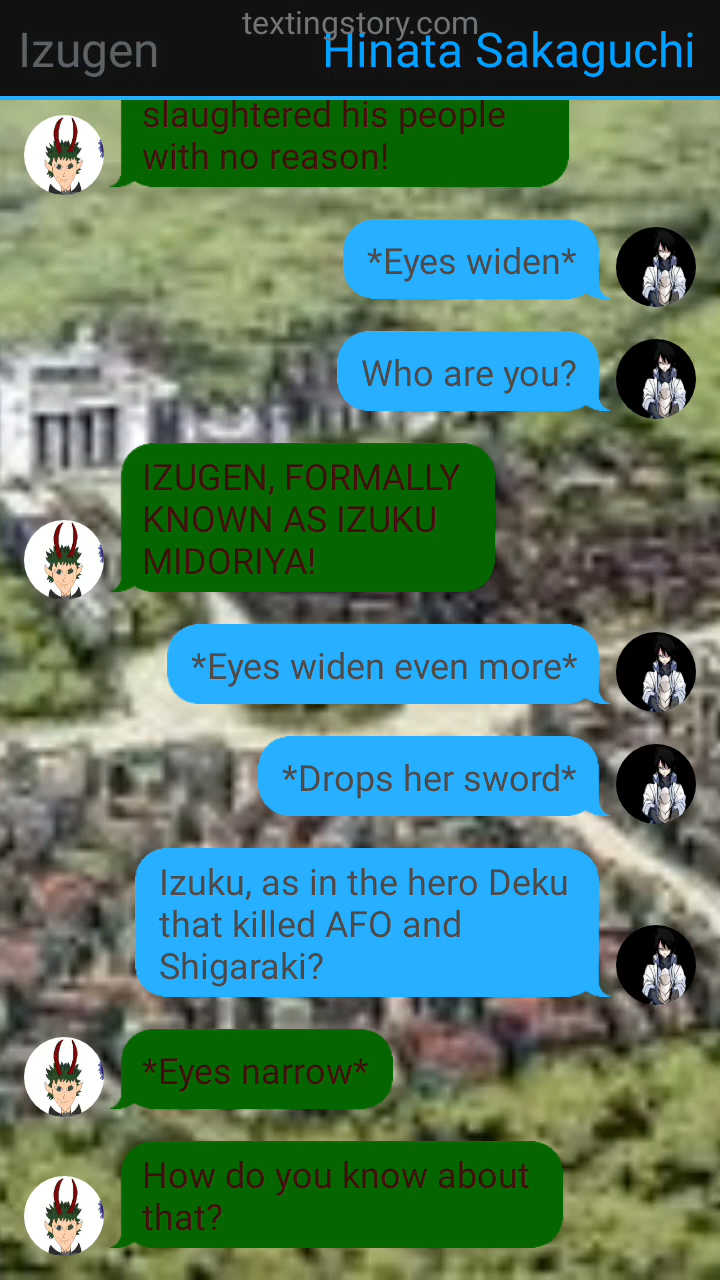 textingstory.com
Izugen
Hinata Sakaguchi
slaughtered his people
with no reason!
*Eyes widen*
Who are you?
IZUGEN, FORMALLY
KNOWN AS IZUKU
MIDORIYA!
*Eyes widen even more*
*Drops her sword*
Izuku, as in the hero Deku
that killed AFO and
Shigaraki?
*Eyes narrow*
How do you know about
that?